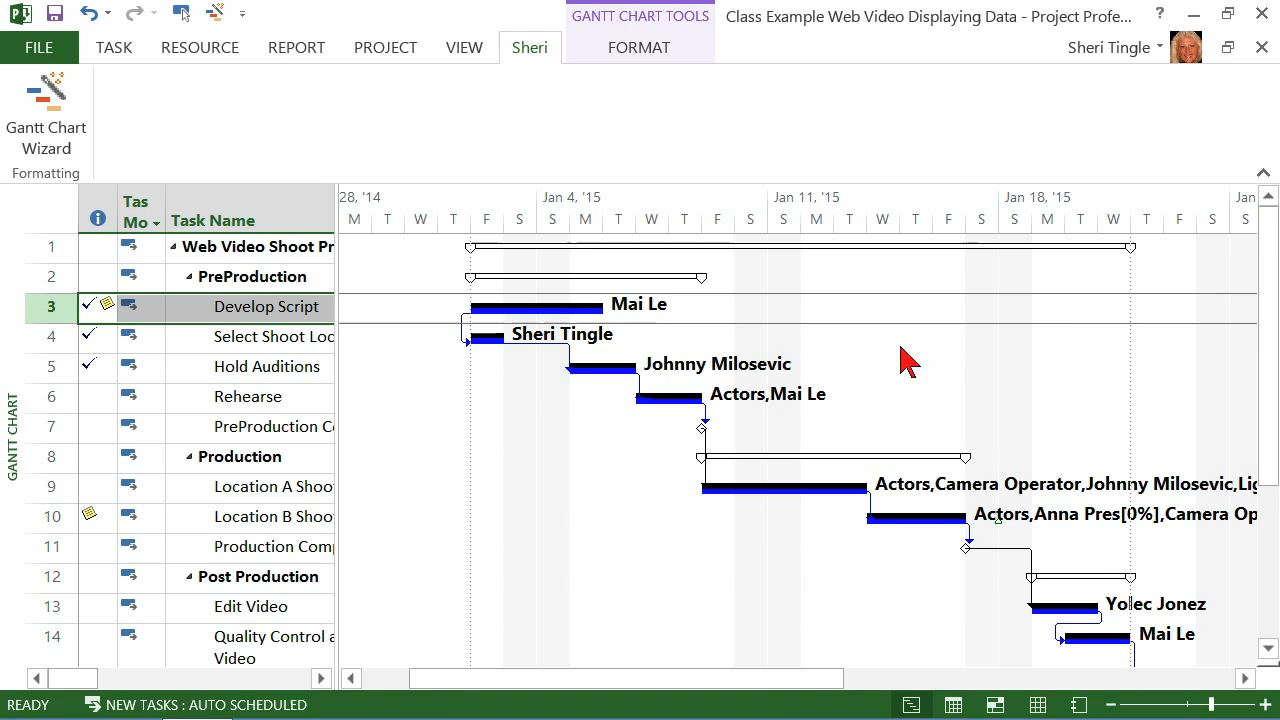 GANTT CHART TOOLS
Class Example Web Video Displaying Data - Project Profe...
?
FILE TASK RESOURCE REPORT PROJECT VIEW Sheri FORMAT Sheri Tingle
Gantt Chart
Wizard
Formatting
GANTT CHART
Tas
Mo
Task Name
28, '14 Jan 4, '15 Jan 11, '15 Jan 18, '15 Jan
M T W T F S S M T W T F S S M T W T F S S M T W T F S S
1 Web Video Shoot Pr
2 PreProduction
3 Develop Script Mai Le
4 Select Shoot Loc Sheri Tingle
5 Hold Auditions Johnny Milosevic
6 Rehearse Actors,Mai Le
7 PreProduction C
8 Production
9 Location A Shoo Actors,Camera Operator,Johnny Milosevic,Lig
10 Location B Shoo Actors,Anna Pres[0%],Camera Op
11 Production Comp
12 Post Production
13 Edit Video Yolec Jonez
14 Quality Control a Mai Le
Video
READY NEW TASKS : AUTO SCHEDULED